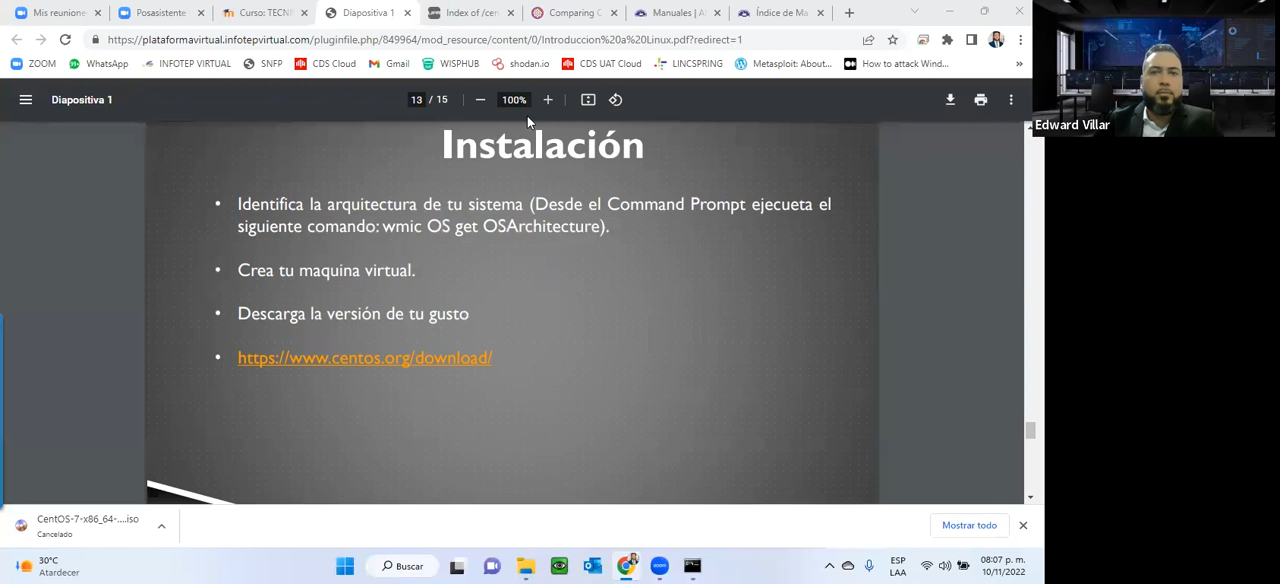 Mis reunione
Posasistente
Curso: TECNI
Diapositiva 1
Index of /cen
Comparing C
Manuales | A
Índice de Ma
https://plataformavirtual.infotepvirtual.com/pluginfile.php/849964/mod_resource/content/0/Introduccion%20a%20Linux.pdf?redirect=1
ZOOM WhatsApp INFOTEP VIRTUAL SNFP CDS Cloud Gmail WISPHUB shodan.io CDS UAT Cloud LINCSPRING Metasploit: About... How to attack Wind... »
Diapositiva 1
13 / 15
100%
Edward Villar
Instalación
• Identifica la arquitectura de tu sistema (Desde el Command Prompt ejecueta el
siguiente comando: wmic OS get OSArchitecture).
• Crea tu maquina virtual.
• Descarga la versión de tu gusto
• https://www.centos.org/download/
CentOS-7-x86_64-....iso
Cancelado
Mostrar todo
30°C
Atardecer
Buscar
ESP
LAA
08:07 p. m.
10/11/2022